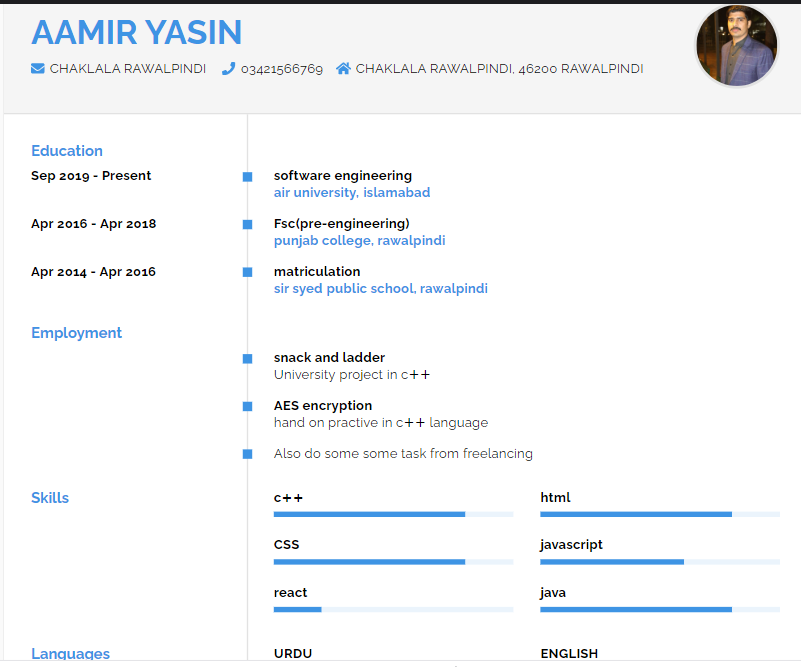 AAMIR YASIN
CHAKLALA RAWALPINDI 03421566769 CHAKLALA RAWALPINDI, 46200 RAWALPINDI
Education
Sep 2019 - Present software engineering
air university, islamabad
Apr 2016 - Apr 2018 Fsc(pre-engineering)
punjab college, rawalpindi
Apr 2014 - Apr 2016 matriculation
sir syed public school, rawalpindi
Employment
snack and ladder
University project in c++
AES encryption
hand on practive in c++ language
Also do some some task from freelancing
Skills c++ html
CSS javascript
react java
Languages URDU ENGLISH